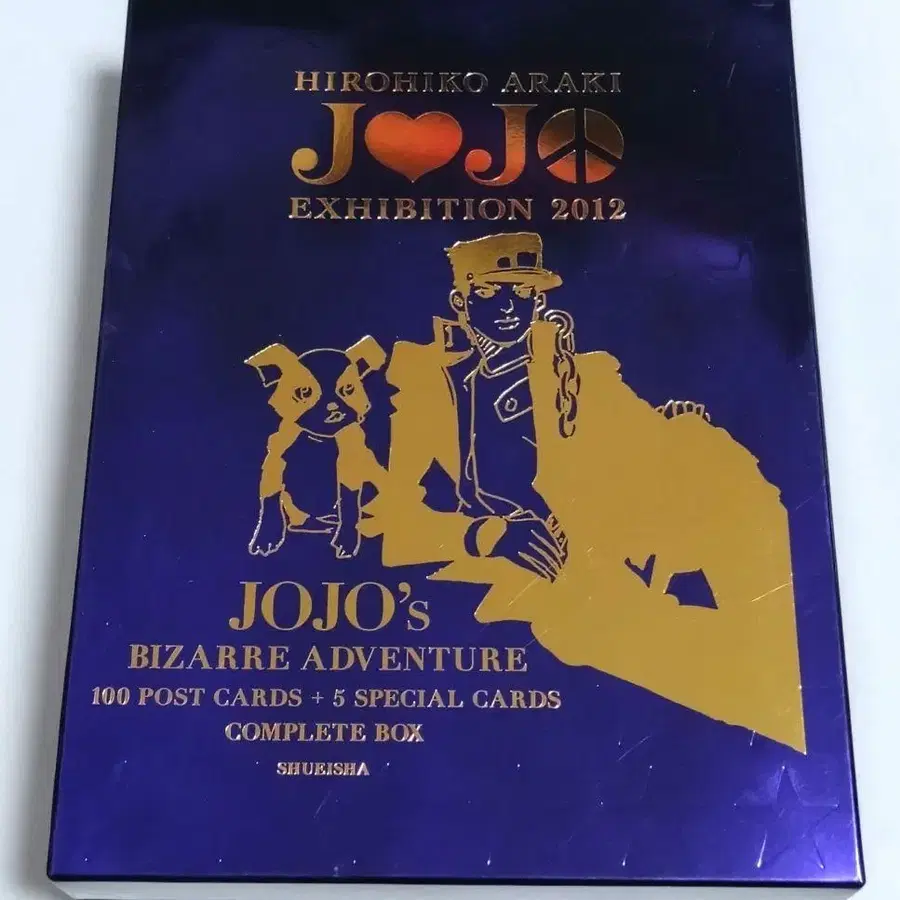 HIROHIKO ARAKI
JOJO
EXHIBITION 2012
JOJO's
BIZARRE ADVENTURE
100 POST CARDS + 5 SPECIAL CARDS
COMPLETE BOX
SHUEISHA